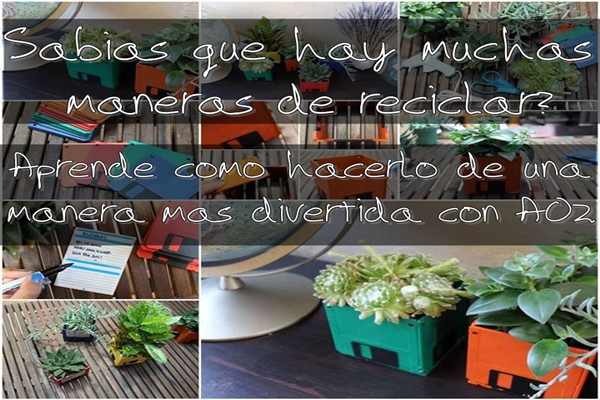 Sabias que hay muchas
maneras de reciclar?
Aprende como hacerlo de una
manera mas divertida con AO2